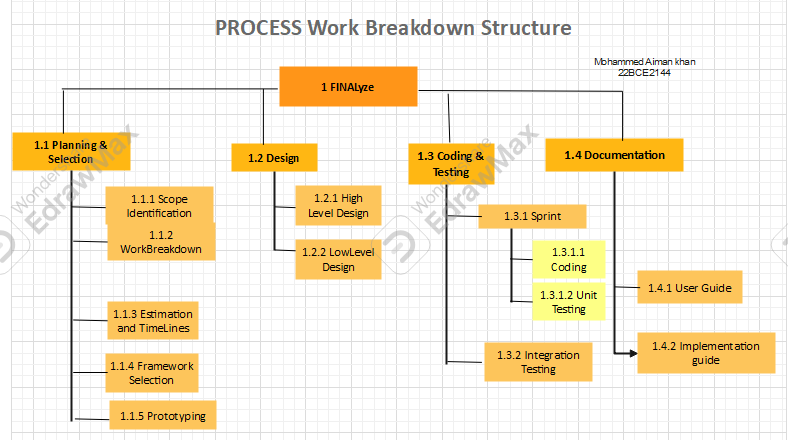 PROCESS Work Breakdown Structure
Mohammed Aiman khan
22BCE2144
1 FINALyze
1.1 Planning &
Selection
1.1.1 Scope
Identification
1.1.2
WorkBreakdown
1.1.3 Estimation
and TimeLines
1.1.4 Framework
Selection
1.1.5 Prototyping
1.2 Design
1.2.1 High
Level Design
1.2.2 LowLevel
Design
1.3 Coding &
Testing
1.3.1 Sprint
1.3.1.1
Coding
1.3.1.2 Unit
Testing
1.3.2 Integration
Testing
1.4 Documentation
1.4.1 User Guide
1.4.2 Implementation
guide
Wondershare
EdrawMax
Wondershare
EdrawMax